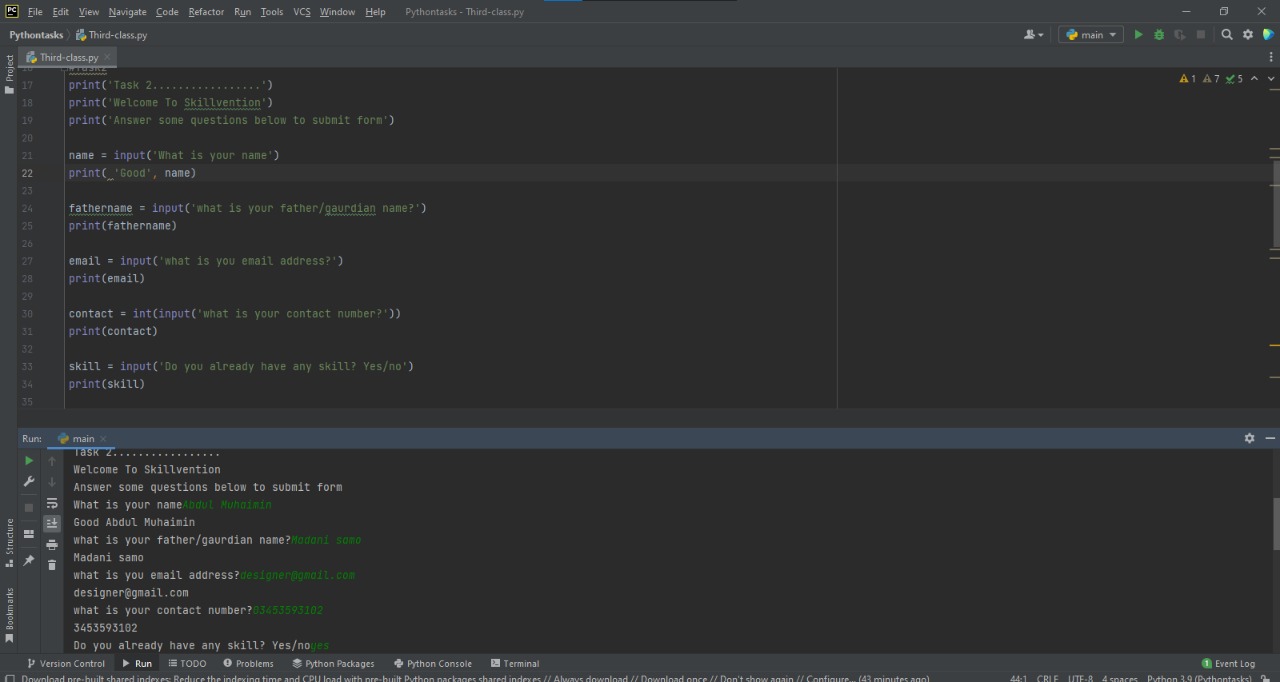 PC File Edit View Navigate Code Refactor Run Tools VCS Window Help Pythontasks - Third-class.py
Pythontasks Third-class.py main
Project
Third-class.py
16 #Task2
17 print('Task 2.................')
1 7 5
18 print('Welcome To Skillvention')
19 print('Answer some questions below to submit form')
20
21 name = input('What is your name')
22 print( 'Good', name)
23
24 fathername = input('what is your father/gaurdian name?')
25 print(fathername)
26
27 email = input('what is you email address?')
28 print(email)
29
30 contact = int(input('what is your contact number?'))
31 print(contact)
32
33 skill = input('Do you already have any skill? Yes/no')
34 print(skill)
35
Run: main
Task 2.................
Welcome To Skillvention
Answer some questions below to submit form
What is your nameAbdul Muhaimin
Good Abdul Muhaimin
what is your father/gaurdian name?Madani samo
Madani samo
what is you email address?designer@gmail.com
designer@gmail.com
what is your contact number?03453593102
3453593102
Do you already have any skill? Yes/noyes
Structure
Bookmarks
Version Control Run TODO Problems Python Packages Python Console Terminal 1 Event Log
Download pre-built shared indexes: Reduce the indexing time and CPU load with pre-built Python packages shared indexes // Always download // Download once // Don't show again // Configure... (43 minutes ago) 44:1 CRLF UTF-8 4 spaces Python 3.9 (Pythontasks)